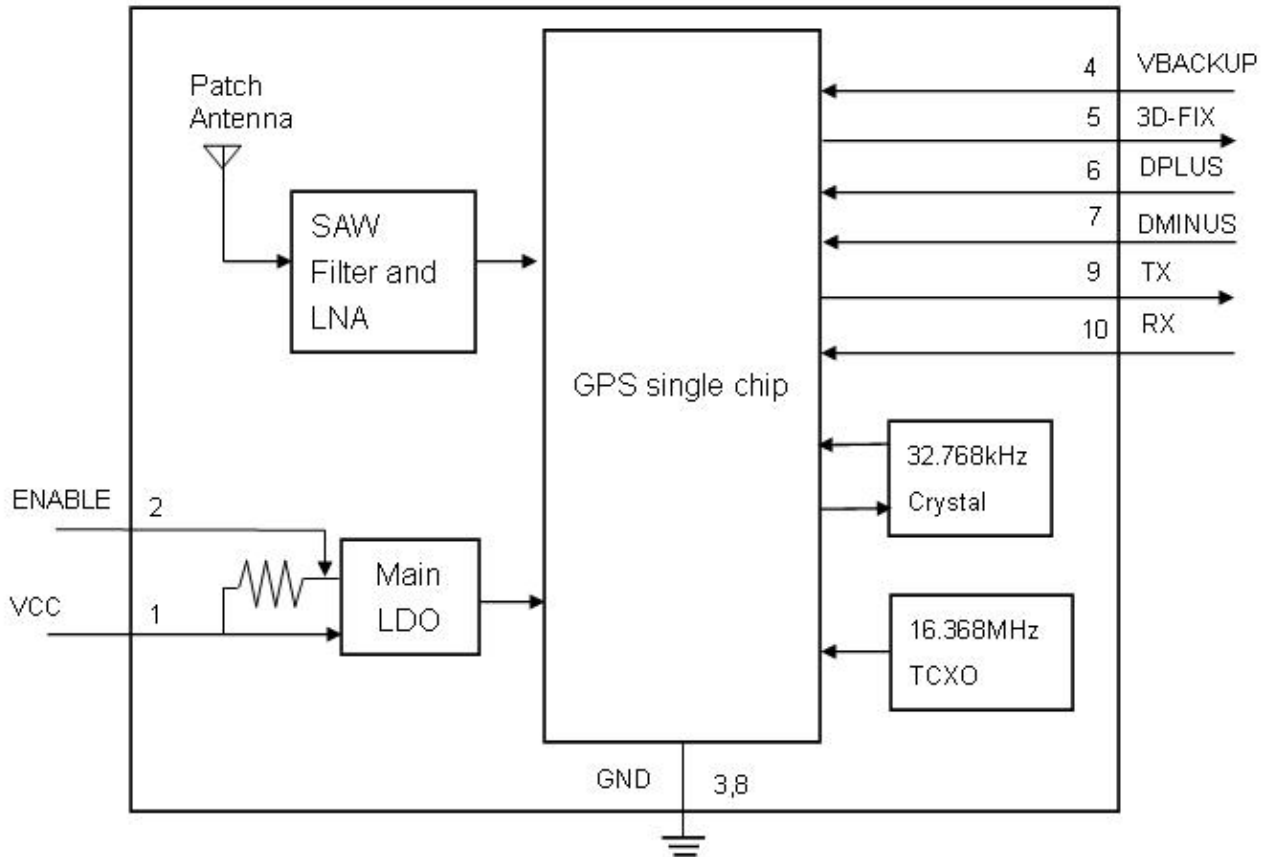 Patch
Antenna
SAW
Filter and
LNA
GPS single chip
4 VBACKUP
5 3D-FIX
6 DPLUS
7 DMINUS
9 TX
10 RX
32.768kHz
Crystal
16.368MHz
TCXO
ENABLE 2
VCC 1
Main
LDO
GND 3,8